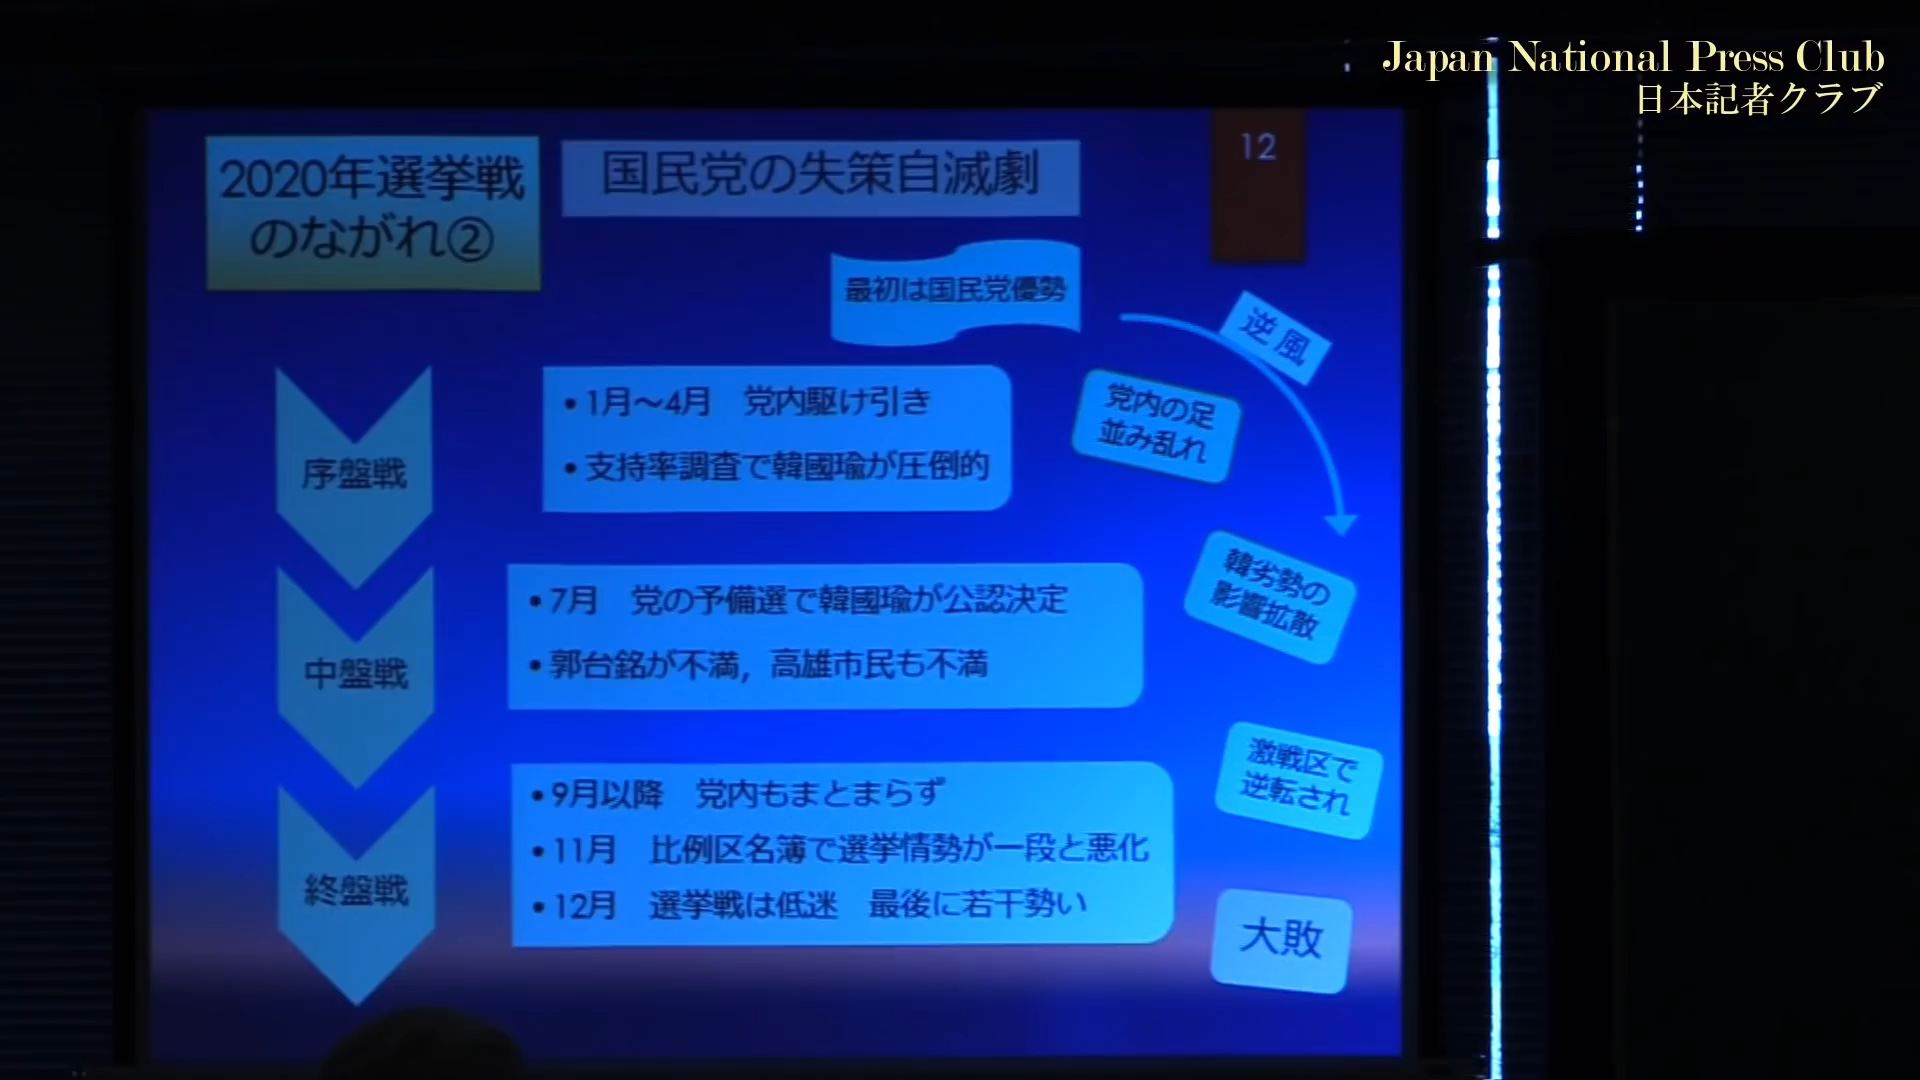 Japan National Press Club
日本記者クラブ
2020年選挙戦
のながれ②
国民党の失策自滅劇
12
最初は国民党優勢
逆風
序盤戦
•1月～4月　党内駆け引き
•支持率調査で韓國瑜が圧倒的
党内の足
並み乱れ
中盤戦
•7月　党の予備選で韓國瑜が公認決定
•郭台銘が不満，高雄市民も不満
韓劣勢の
影響拡散
終盤戦
•9月以降　党内もまとまらず
•11月　比例区名簿で選挙情勢が一段と悪化
•12月　選挙戦は低迷　最後に若干勢い
激戦区で
逆転され
大敗